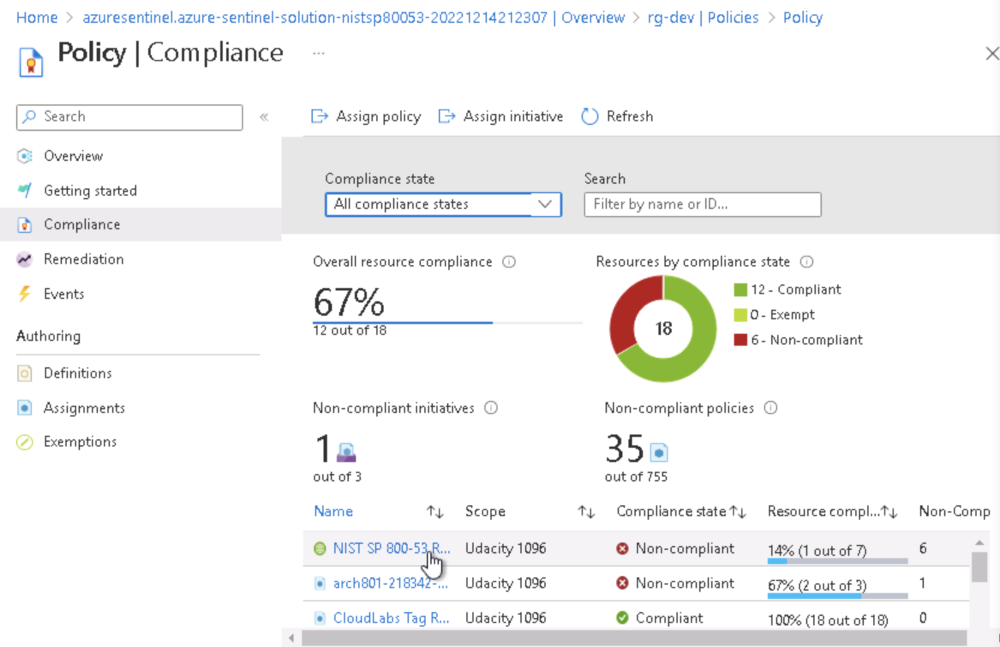 Home > azuresentinel.azure-sentinel-solution-nistsp80053-20221214212307 | Overview > rg-dev | Policies > Policy
Policy | Compliance ...
Search «
Assign policy Assign initiative Refresh
Overview
Getting started
Compliance
Remediation
Events
Authoring
Definitions
Assignments
Exemptions
Compliance state Search
All compliance states Filter by name or ID...
Overall resource compliance
67%
12 out of 18
Resources by compliance state
18
12 - Compliant
0 - Exempt
6 - Non-compliant
Non-compliant initiatives
1
out of 3
Non-compliant policies
35
out of 755
Name Scope Compliance state Resource compl... Non-Comp
NIST SP 800-53 R... Udacity 1096 Non-compliant 14% (1 out of 7) 6
arch801-218342-... Udacity 1096 Non-compliant 67% (2 out of 3) 1
CloudLabs Tag R... Udacity 1096 Compliant 100% (18 out of 18) 0